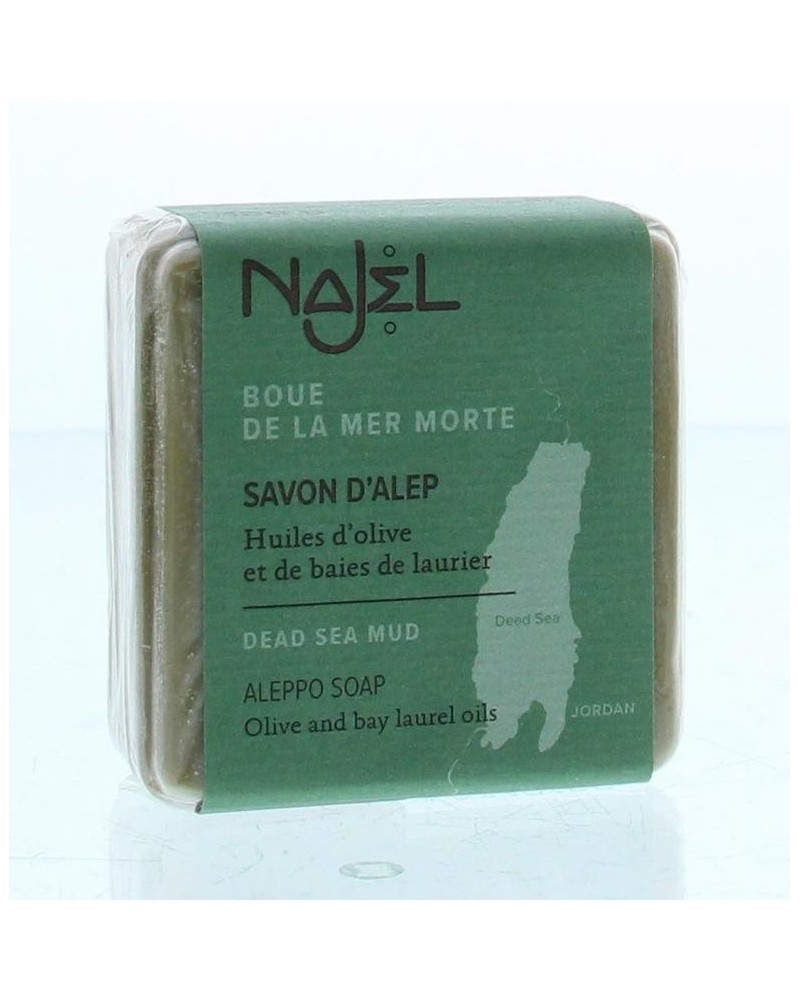 NAJEL
BOUE
DE LA MER MORTE
SAVON D'ALEP
Huiles d'olive
et de baies de laurier
Dead Sea
DEAD SEA MUD
ALEPPO SOAP
JORDAN
Olive and bay laurel oils